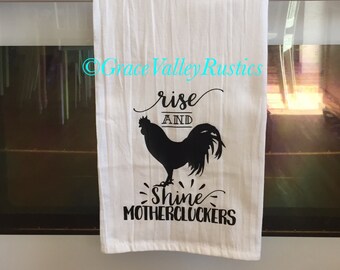 ©GraceValleyRustics
rise
AND
Shine
MOTHERCLUCKERS